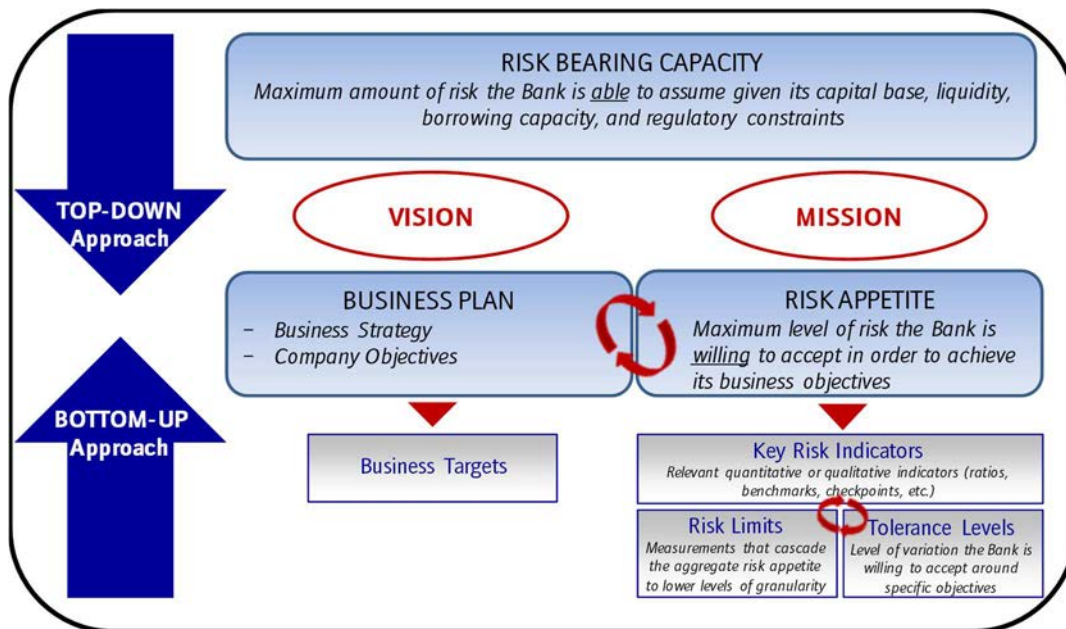 RISK BEARING CAPACITY
Maximum amount of risk the Bank is able to assume given its capital base, liquidity,
borrowing capacity, and regulatory constraints
TOP-DOWN
Approach
VISION
MISSION
BUSINESS PLAN
– Business Strategy
– Company Objectives
RISK APPETITE
Maximum level of risk the Bank is
willing to accept in order to achieve
its business objectives
BOTTOM-UP
Approach
Business Targets
Key Risk Indicators
Relevant quantitative or qualitative indicators (ratios,
benchmarks, checkpoints, etc.)
Risk Limits
Measurements that cascade
the aggregate risk appetite
to lower levels of granularity
Tolerance Levels
Level of variation the Bank is
willing to accept around
specific objectives